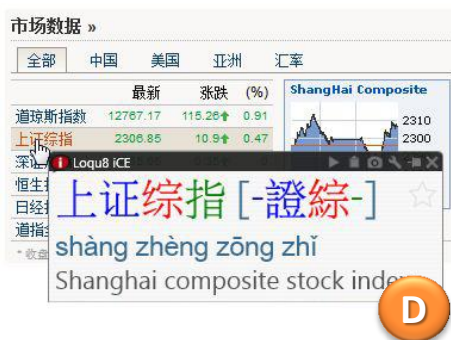 市场数据 »
全部 中国 美国 亚洲 汇率
最新 涨跌 (%)
道琼斯指数 12767.17 115.26↑ 0.91
上证综指 2306.85 10.9↑ 0.47
ShangHai Composite
2310
2300
Loqu8 iCE
上证综指 [-證綜-]
shàng zhèng zōng zhǐ
Shanghai composite stock index
恒生
日经
道指
* 收盘
D